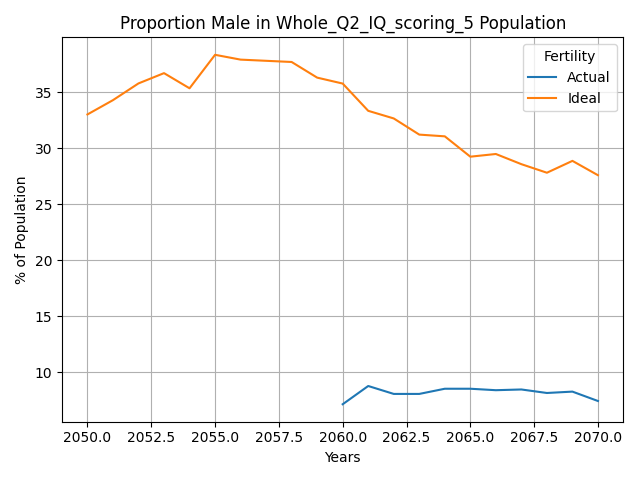 Proportion Male in Whole_Q2_IQ_scoring_5 Population
Fertility
Actual
Ideal
% of Population
35
30
25
20
15
10
2050.0 2052.5 2055.0 2057.5 2060.0 2062.5 2065.0 2067.5 2070.0
Years